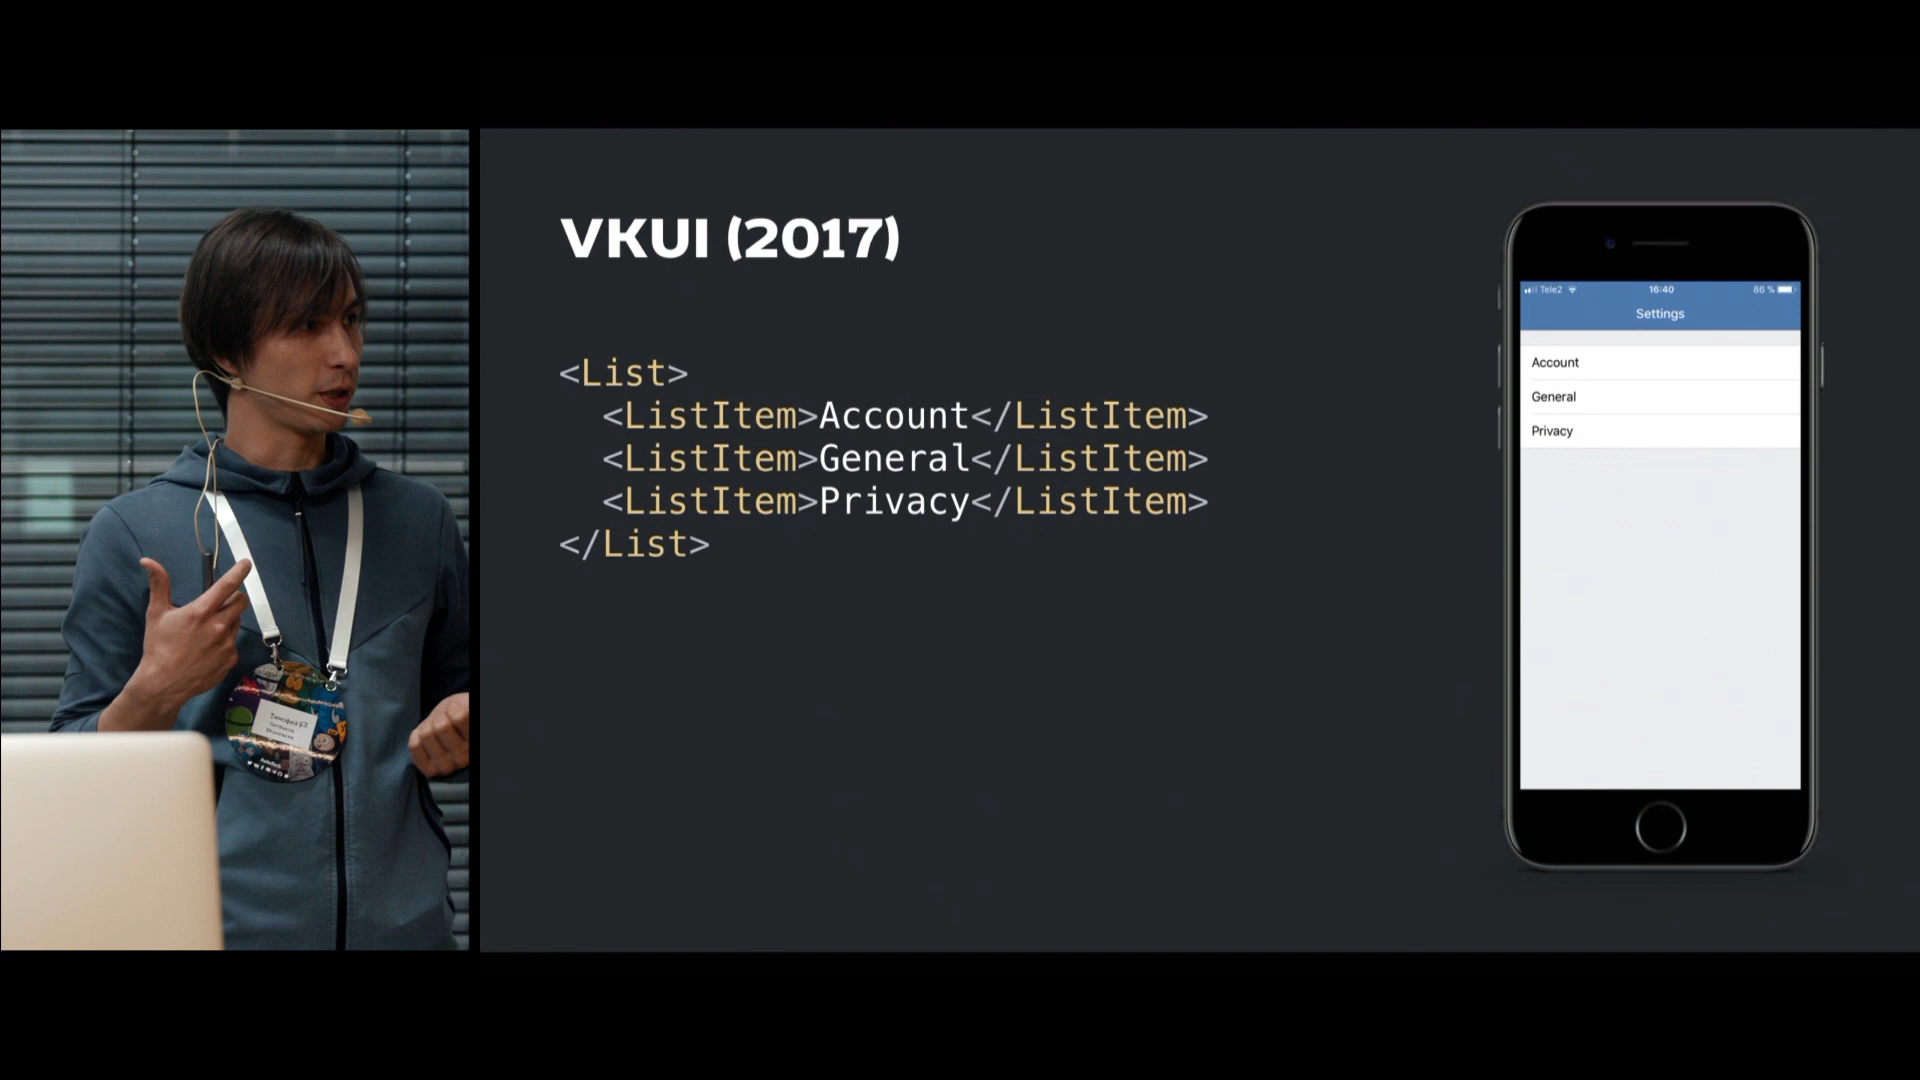 VKUI (2017)
<List>
<ListItem>Account</ListItem>
<ListItem>General</ListItem>
<ListItem>Privacy</ListItem>
</List>
Tele2 16:40 86 %
Settings
Account
General
Privacy
Тимофей